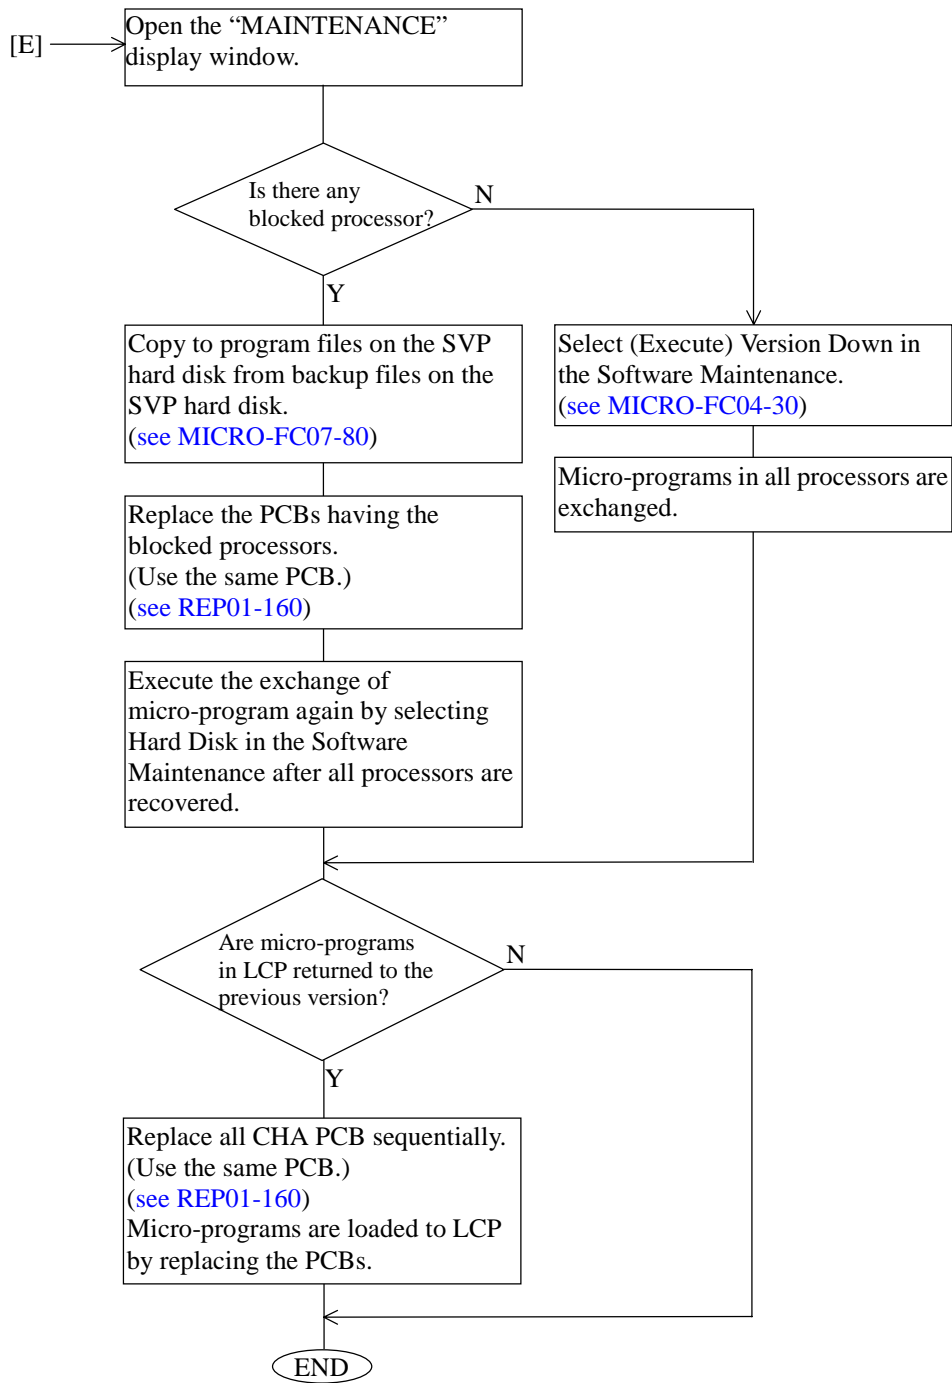 [E]
Open the “MAINTENANCE”
display window.
Is there any
blocked processor?
N
Y
Copy to program files on the SVP
hard disk from backup files on the
SVP hard disk.
(see MICRO-FC07-80)
Select (Execute) Version Down in
the Software Maintenance.
(see MICRO-FC04-30)
Micro-programs in all processors are
exchanged.
Replace the PCBs having the
blocked processors.
(Use the same PCB.)
(see REP01-160)
Execute the exchange of
micro-program again by selecting
Hard Disk in the Software
Maintenance after all processors are
recovered.
Are micro-programs
in LCP returned to the
previous version?
N
Y
Replace all CHA PCB sequentially.
(Use the same PCB.)
(see REP01-160)
Micro-programs are loaded to LCP
by replacing the PCBs.
END